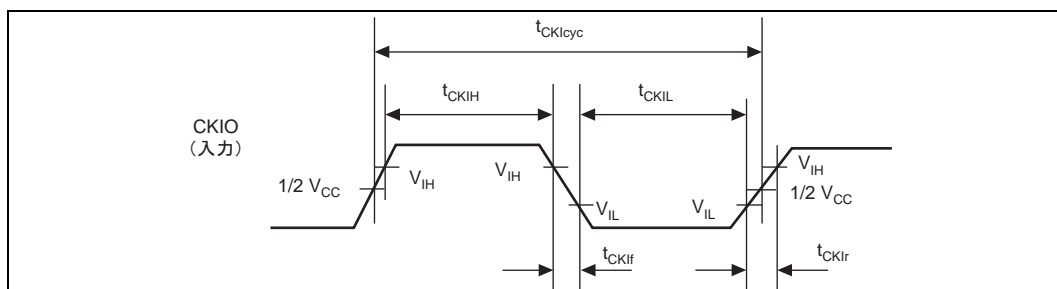 tCKIcyc
tCKIH
tCKIL
CKIO
（入力）
1/2 VCC
VIH
VIH
VIL
VIL
VIH
1/2 VCC
tCKIf
tCKIr